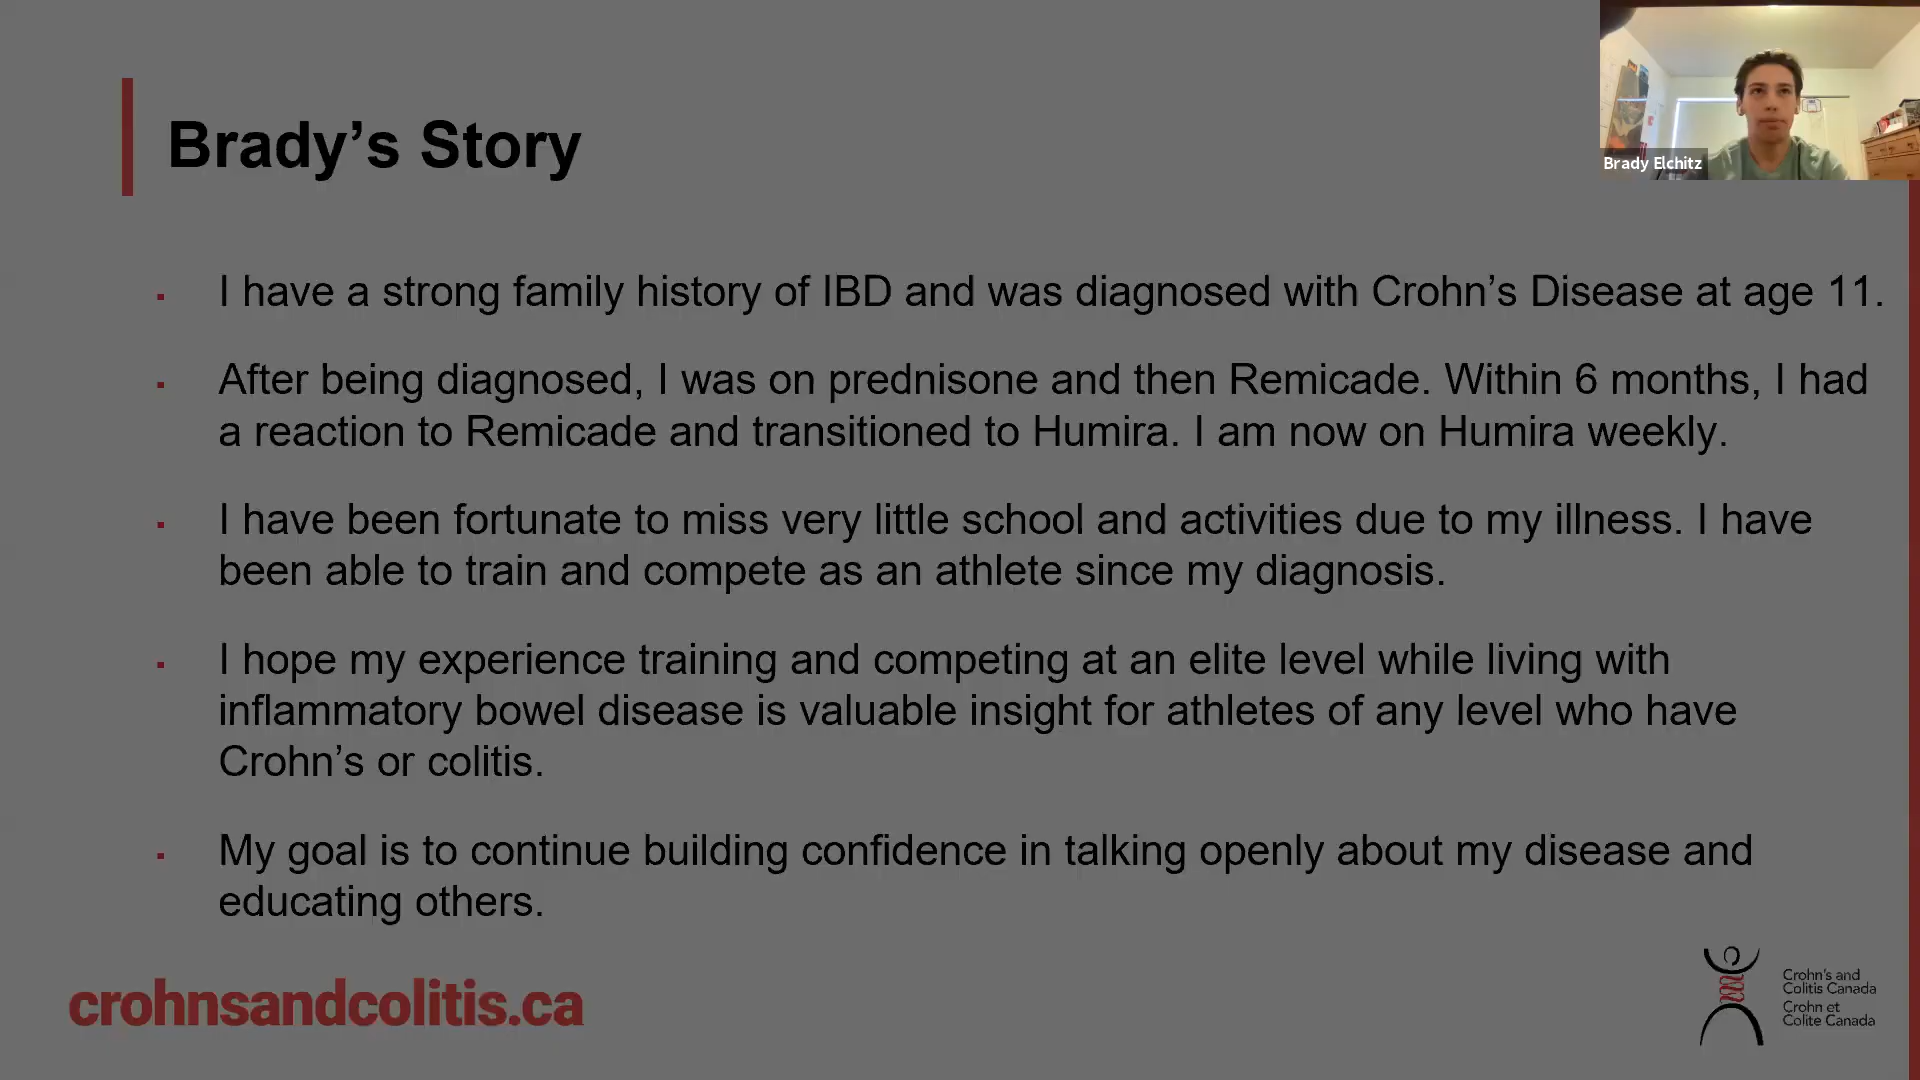 Brady’s Story
Brady Elchitz
I have a strong family history of IBD and was diagnosed with Crohn’s Disease at age 11.
After being diagnosed, I was on prednisone and then Remicade. Within 6 months, I had
a reaction to Remicade and transitioned to Humira. I am now on Humira weekly.
I have been fortunate to miss very little school and activities due to my illness. I have
been able to train and compete as an athlete since my diagnosis.
I hope my experience training and competing at an elite level while living with
inflammatory bowel disease is valuable insight for athletes of any level who have
Crohn’s or colitis.
My goal is to continue building confidence in talking openly about my disease and
educating others.
crohnsandcolitis.ca
Crohn's and
Colitis Canada
Crohn et
Colite Canada